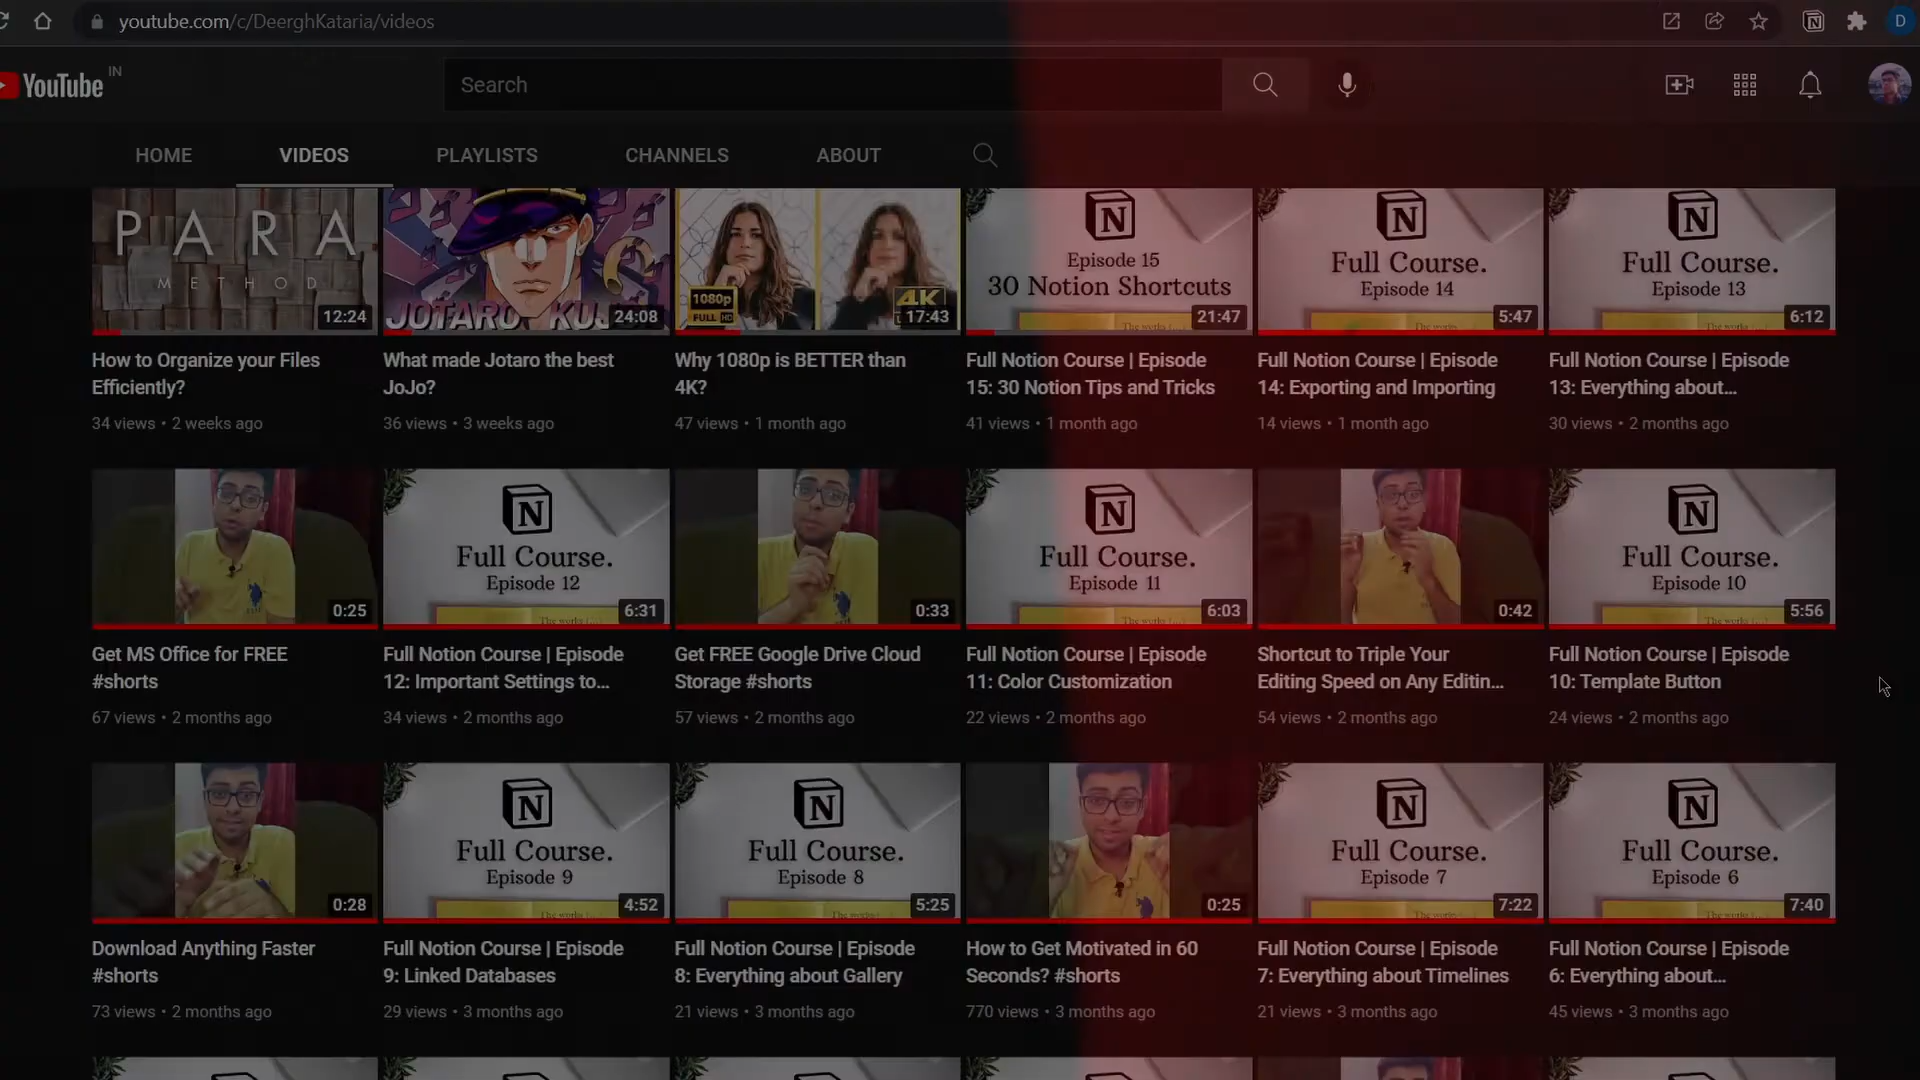 youtube.com/c/DeerghKataria/videos
D
YouTube IN
Search
HOME VIDEOS PLAYLISTS CHANNELS ABOUT
PARA
METHOD
12:24
JOTARO KUJ
24:08
1080p
FULL HD
4K
17:43
N
Episode 15
30 Notion Shortcuts
21:47
N
Full Course.
Episode 14
5:47
N
Full Course.
Episode 13
6:12
How to Organize your Files
Efficiently?
34 views • 2 weeks ago
What made Jotaro the best
JoJo?
36 views • 3 weeks ago
Why 1080p is BETTER than
4K?
47 views • 1 month ago
Full Notion Course | Episode
15: 30 Notion Tips and Tricks
41 views • 1 month ago
Full Notion Course | Episode
14: Exporting and Importing
14 views • 1 month ago
Full Notion Course | Episode
13: Everything about...
30 views • 2 months ago
0:25
N
Full Course.
Episode 12
6:31
0:33
N
Full Course.
Episode 11
6:03
0:42
N
Full Course.
Episode 10
5:56
Get MS Office for FREE
#shorts
67 views • 2 months ago
Full Notion Course | Episode
12: Important Settings to...
34 views • 2 months ago
Get FREE Google Drive Cloud
Storage #shorts
57 views • 2 months ago
Full Notion Course | Episode
11: Color Customization
22 views • 2 months ago
Shortcut to Triple Your
Editing Speed on Any Editin...
54 views • 2 months ago
Full Notion Course | Episode
10: Template Button
24 views • 2 months ago
0:28
N
Full Course.
Episode 9
4:52
N
Full Course.
Episode 8
5:25
0:25
N
Full Course.
Episode 7
7:22
N
Full Course.
Episode 6
7:40
Download Anything Faster
#shorts
73 views • 2 months ago
Full Notion Course | Episode
9: Linked Databases
29 views • 3 months ago
Full Notion Course | Episode
8: Everything about Gallery
21 views • 3 months ago
How to Get Motivated in 60
Seconds? #shorts
770 views • 3 months ago
Full Notion Course | Episode
7: Everything about Timelines
21 views • 3 months ago
Full Notion Course | Episode
6: Everything about...
45 views • 3 months ago